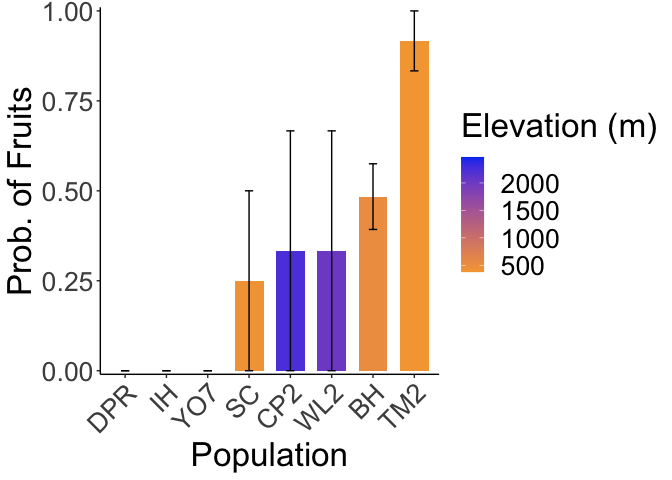 Prob. of Fruits
1.00
0.75
0.50
0.25
0.00
DPR
IH
YO7
SC
CP2
WL2
BH
TM2
Population
Elevation (m)
2000
1500
1000
500